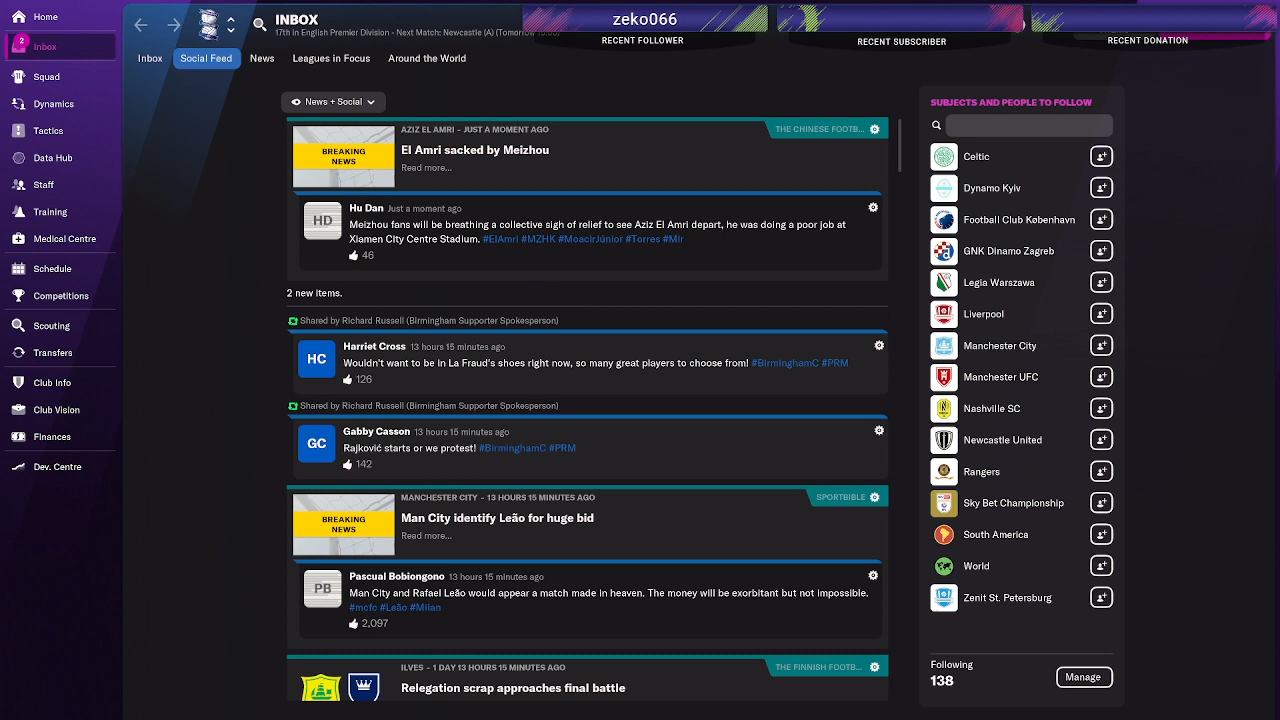 Home
2
Inbox
Squad
Dynamics
Tactics
Data Hub
Staff
Training
Medical Centre
Schedule
Competitions
Scouting
Transfers
Club Info
Club Vision
Finances
Dev. Centre
INBOX
17th in English Premier Division - Next Match: Newcastle (A) (Tomorrow 15:00)
zeko066
RECENT FOLLOWER
RECENT SUBSCRIBER
RECENT DONATION
Inbox
Social Feed
News
Leagues in Focus
Around the World
News + Social
AZIZ EL AMRI - JUST A MOMENT AGO
THE CHINESE FOOTB...
BREAKING
NEWS
El Amri sacked by Meizhou
Read more...
HD
Hu Dan Just a moment ago
Meizhou fans will be breathing a collective sigh of relief to see Aziz El Amri depart, he was doing a poor job at
Xiamen City Centre Stadium. #ElAmri #MZHK #MoacirJúnior #Torres #Mir
46
2 new items.
Shared by Richard Russell (Birmingham Supporter Spokesperson)
HC
Harriet Cross 13 hours 15 minutes ago
Wouldn't want to be in La Fraud's shoes right now, so many great players to choose from! #BirminghamC #PRM
126
Shared by Richard Russell (Birmingham Supporter Spokesperson)
GC
Gabby Casson 13 hours 15 minutes ago
Rajković starts or we protest! #BirminghamC #PRM
142
MANCHESTER CITY - 13 HOURS 15 MINUTES AGO
SPORTBIBLE
BREAKING
NEWS
Man City identify Leão for huge bid
Read more...
PB
Pascual Bobiongono 13 hours 15 minutes ago
Man City and Rafael Leão would appear a match made in heaven. The money will be exorbitant but not impossible.
#mcfc #Leão #Milan
2,097
ILVES - 1 DAY 13 HOURS 15 MINUTES AGO
THE FINNISH FOOTB...
Relegation scrap approaches final battle
SUBJECTS AND PEOPLE TO FOLLOW
Celtic
Dynamo Kyiv
Football Club København
GNK Dinamo Zagreb
Legia Warszawa
Liverpool
Manchester City
Manchester UFC
Nashville SC
Newcastle United
Rangers
Sky Bet Championship
South America
World
Zenit St. Petersburg
Following
138
Manage